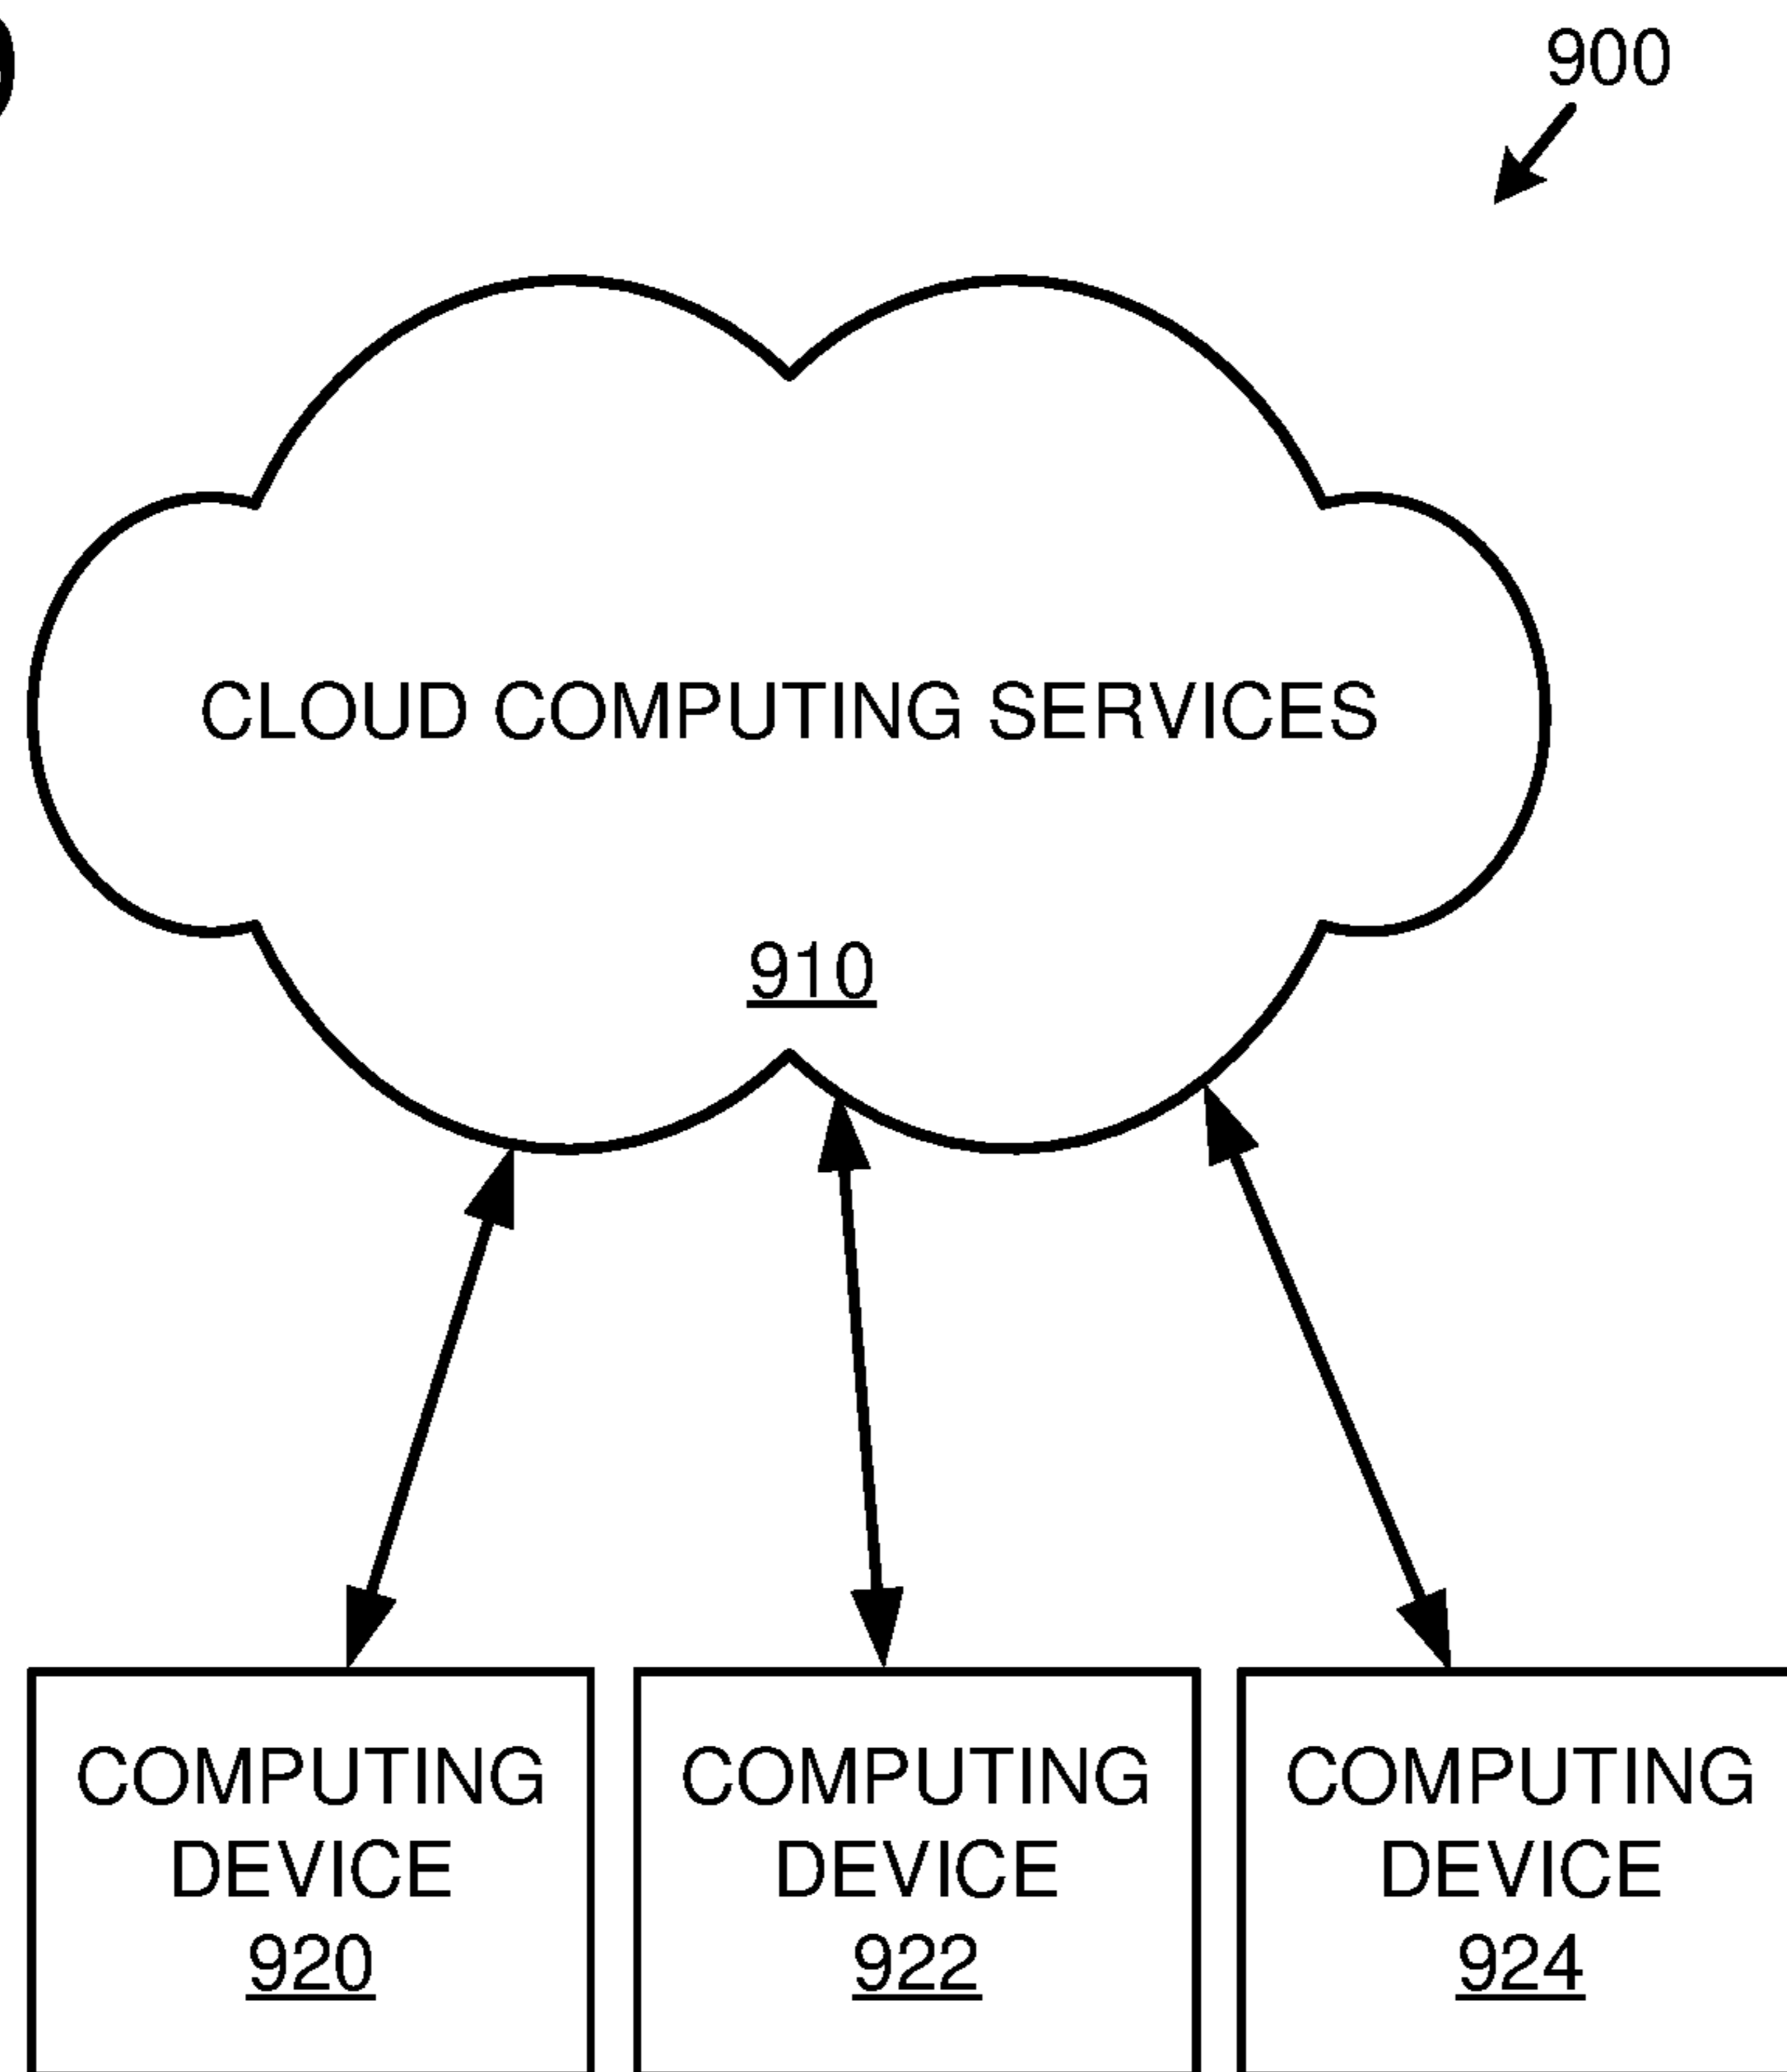 900
CLOUD COMPUTING SERVICES
910
COMPUTING
DEVICE
920
COMPUTING
DEVICE
922
COMPUTING
DEVICE
924